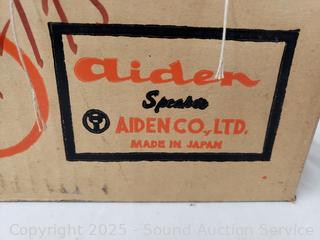 aiden
Speaker
AIDEN CO., LTD.
MADE IN JAPAN
Copyright 2025 - Sound Auction Service